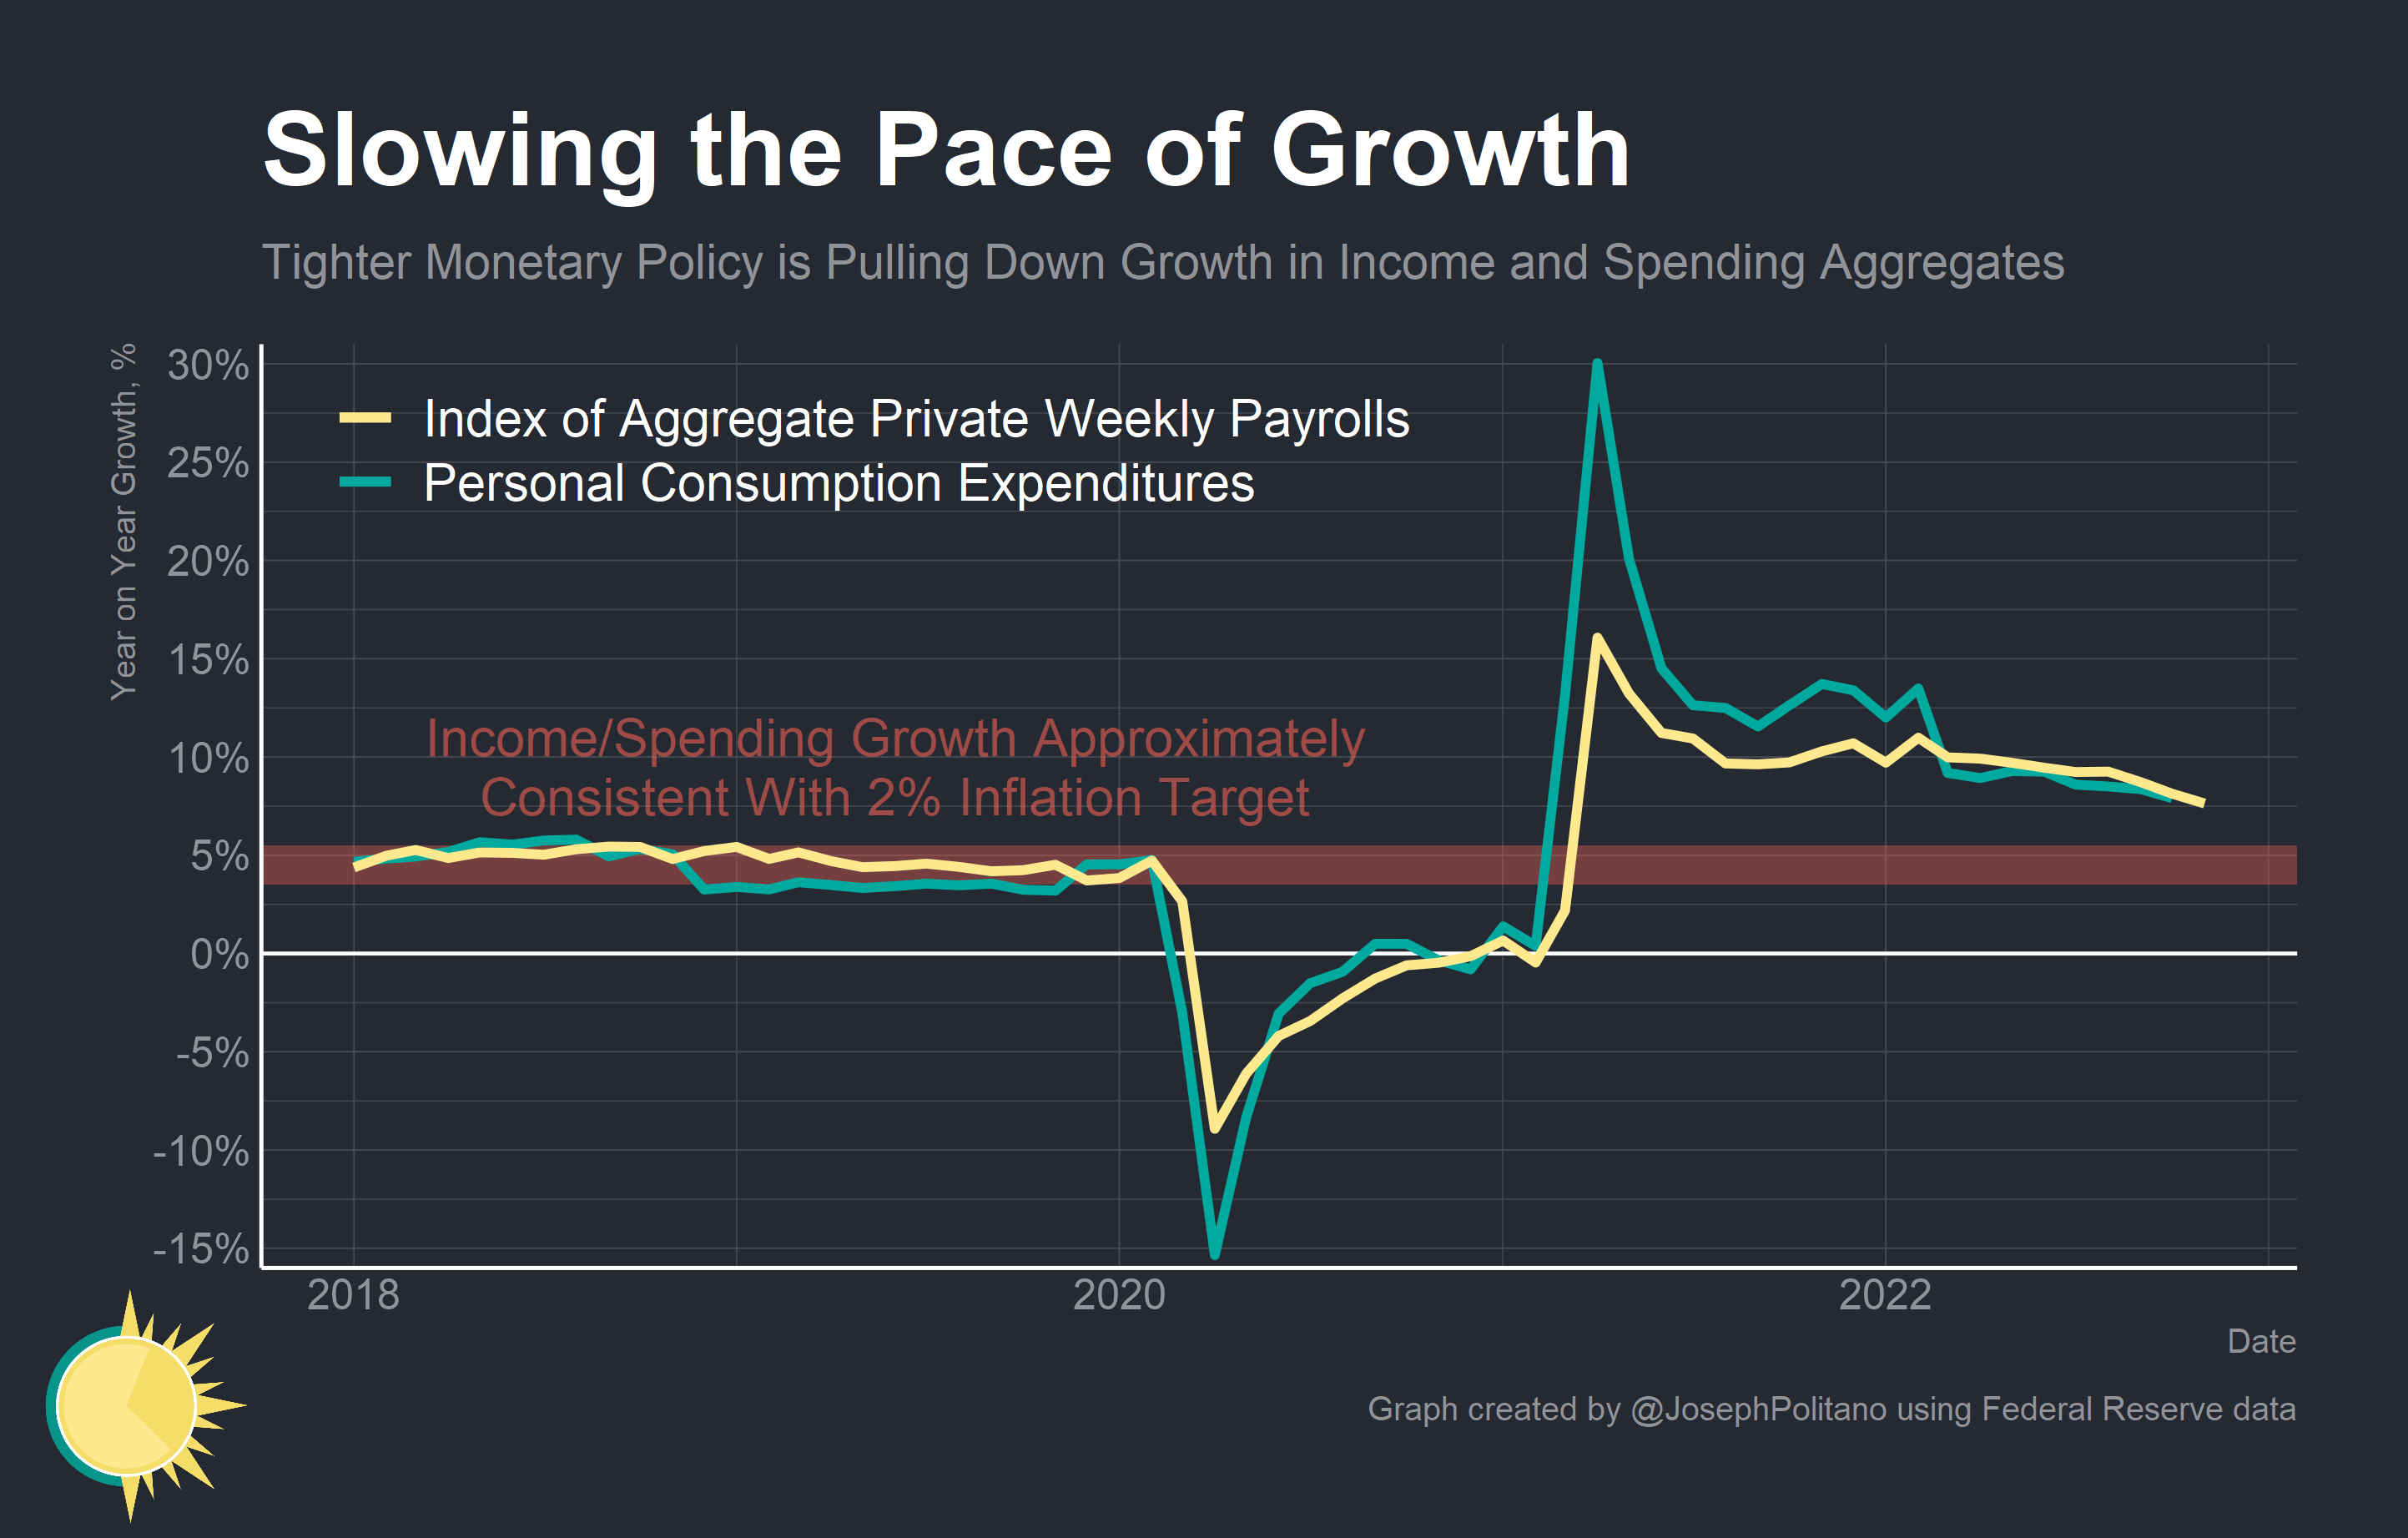 Slowing the Pace of Growth
Tighter Monetary Policy is Pulling Down Growth in Income and Spending Aggregates
Year on Year Growth, %
30%
25%
20%
15%
10%
5%
0%
-5%
-10%
-15%
Index of Aggregate Private Weekly Payrolls
Personal Consumption Expenditures
Income/Spending Growth Approximately
Consistent With 2% Inflation Target
2018
2020
2022
Date
Graph created by @JosephPolitano using Federal Reserve data